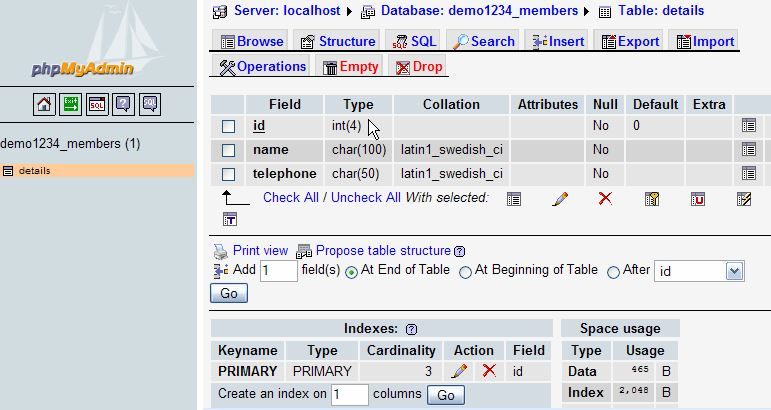 Server: localhost Database: demo1234_members Table: details
Browse Structure SQL Search Insert Export Import
Operations Empty Drop
phpMyAdmin
Exit SQL ? SQL
demo1234_members (1)
details
Field Type Collation Attributes Null Default Extra
id int(4) No 0
name char(100) latin1_swedish_ci No
telephone char(50) latin1_swedish_ci No
Check All / Uncheck All With selected:
Print view Propose table structure ?
Add 1 field(s) At End of Table At Beginning of Table After id
Go
Indexes: ?
Keyname Type Cardinality Action Field
PRIMARY PRIMARY 3 id
Create an index on 1 columns Go
Space usage
Type Usage
Data 465 B
Index 2,048 B